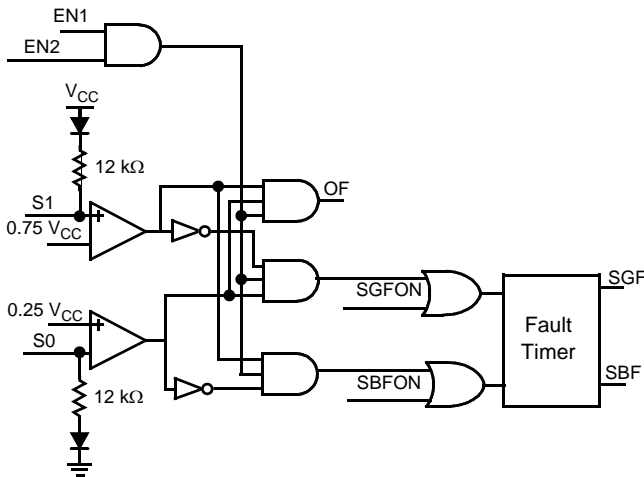 EN1
EN2
VCC
12 kΩ
S1
+
0.75 VCC
OF
0.25 VCC
+
S0
12 kΩ
SGFON
SBFON
Fault
Timer
SGF
SBF